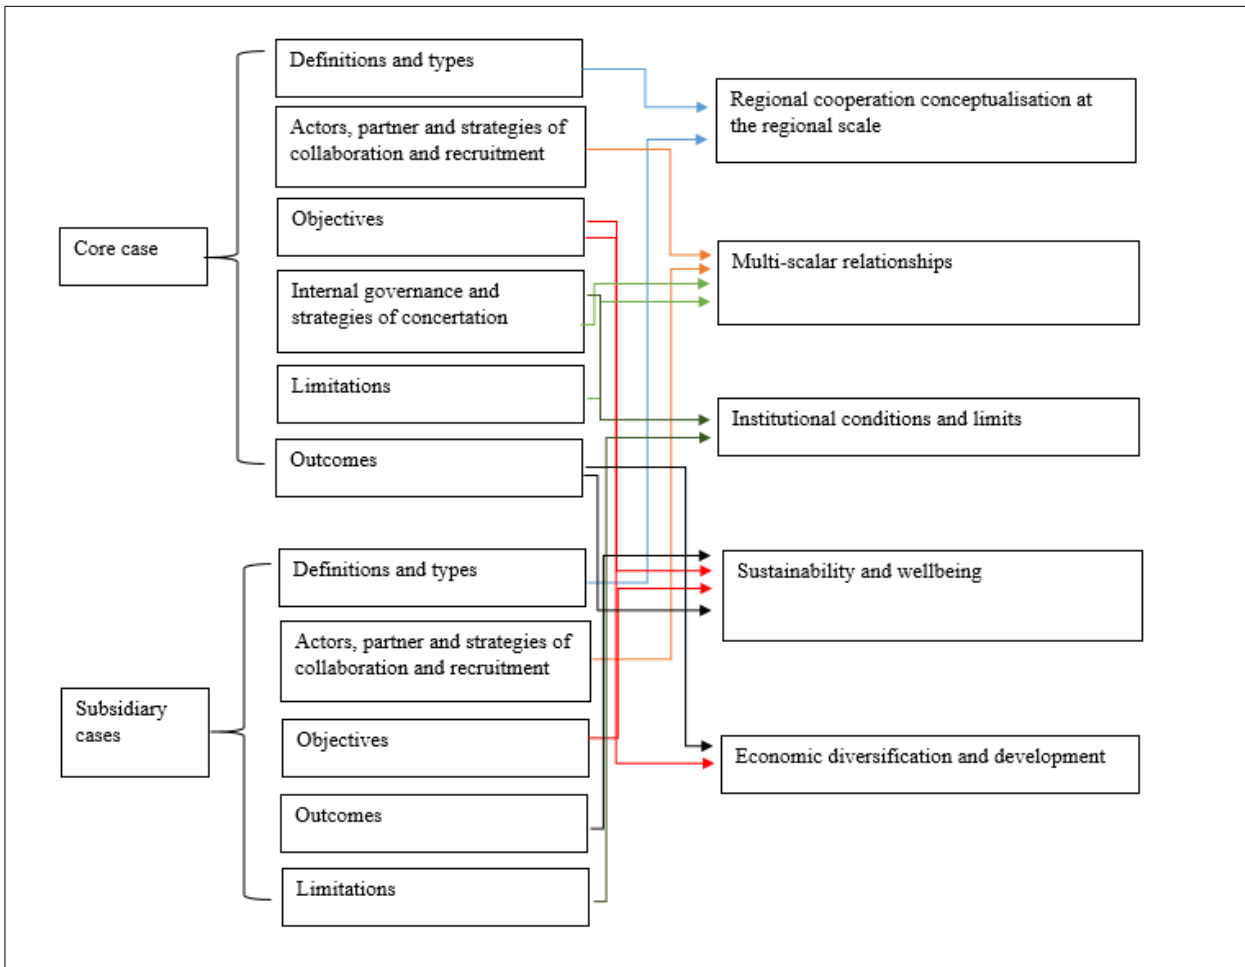 Core case
Definitions and types
Actors, partner and strategies of
collaboration and recruitment
Objectives
Internal governance and
strategies of concertation
Limitations
Outcomes
Subsidiary
cases
Definitions and types
Actors, partner and strategies of
collaboration and recruitment
Objectives
Outcomes
Limitations
Regional cooperation conceptualisation at
the regional scale
Multi-scalar relationships
Institutional conditions and limits
Sustainability and wellbeing
Economic diversification and development